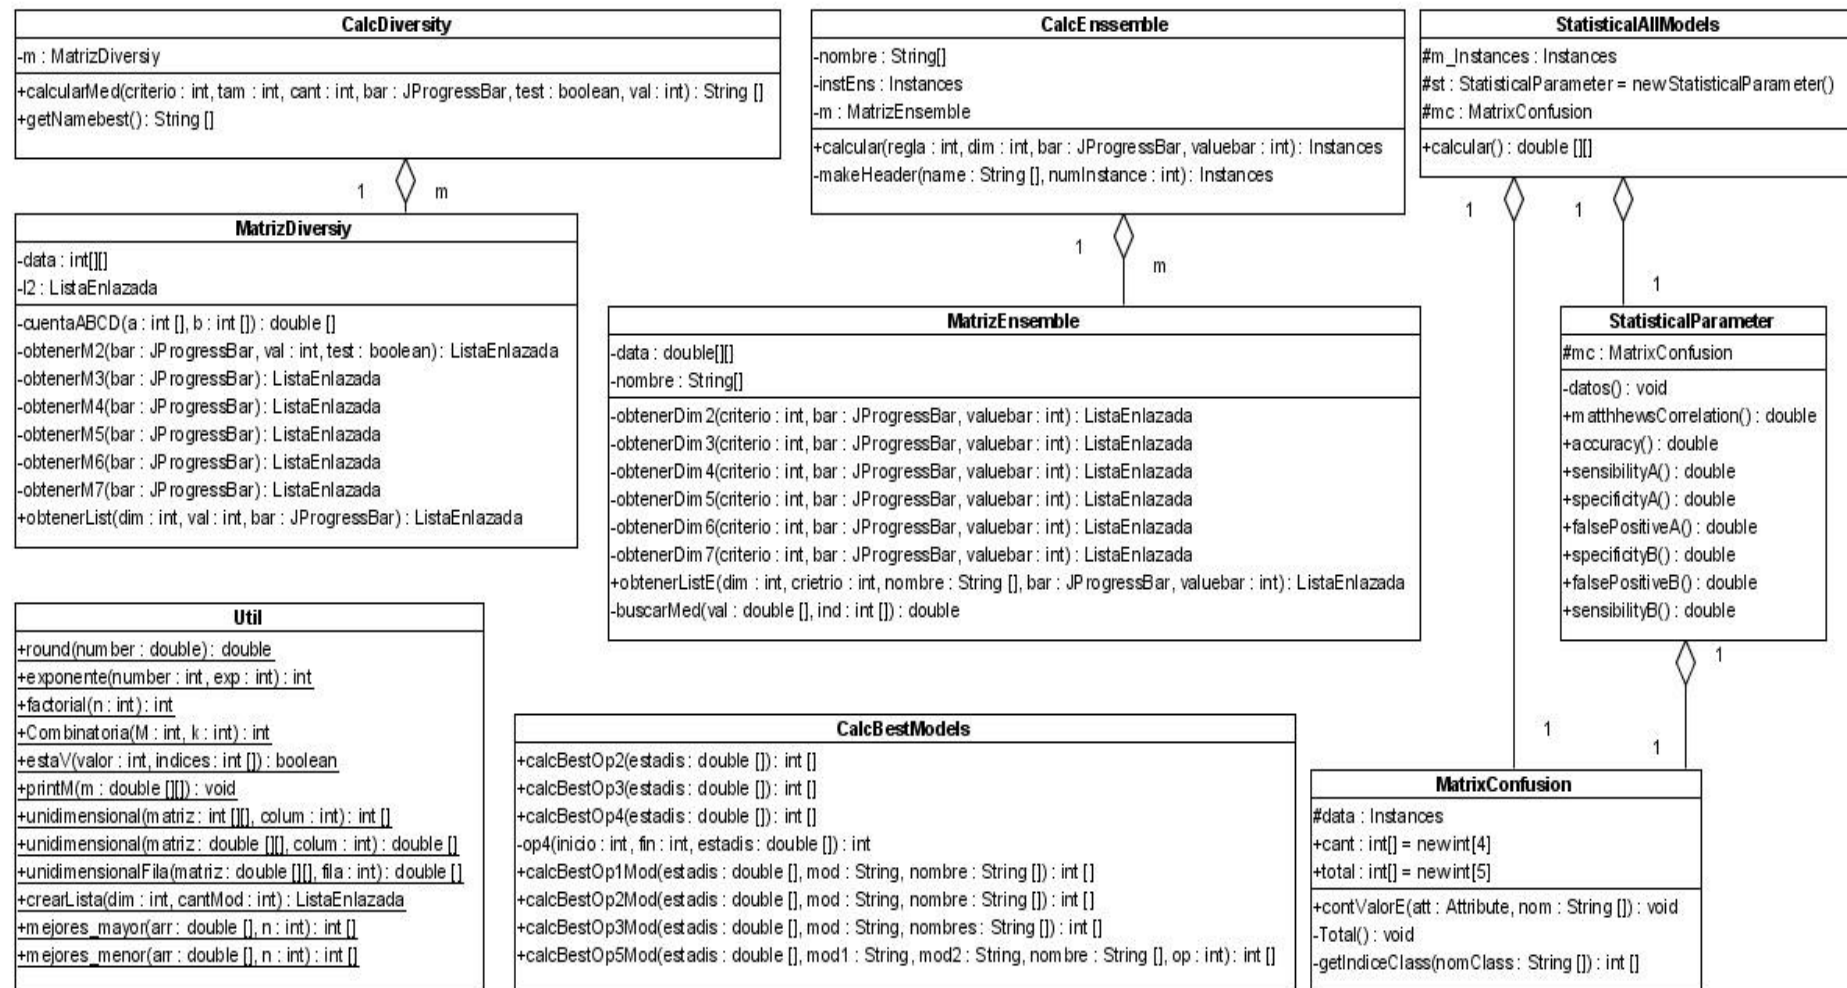 CalcDiversity
-m : MatrizDiversiy
+calcularMed(criterio : int, tam : int, cant : int, bar : JProgressBar, test : boolean, val : int) : String []
+getNamebest() : String []
1
m
MatrizDiversiy
-data : int[][]
-l2 : ListaEnlazada
-cuentaABCD(a : int [], b : int []) : double []
-obtenerM2(bar : JProgressBar, val : int, test : boolean) : ListaEnlazada
-obtenerM3(bar : JProgressBar) : ListaEnlazada
-obtenerM4(bar : JProgressBar) : ListaEnlazada
-obtenerM5(bar : JProgressBar) : ListaEnlazada
-obtenerM6(bar : JProgressBar) : ListaEnlazada
-obtenerM7(bar : JProgressBar) : ListaEnlazada
+obtenerList(dim : int, val : int, bar : JProgressBar) : ListaEnlazada
CalcEnssemble
-nombre : String[]
-instEns : Instances
-m : MatrizEnsemble
+calcular(regla : int, dim : int, bar : JProgressBar, valuebar : int) : Instances
-makeHeader(name : String [], numInstance : int) : Instances
1
m
MatrizEnsemble
-data : double[][]
-nombre : String[]
-obtenerDim2(criterio : int, bar : JProgressBar, valuebar : int) : ListaEnlazada
-obtenerDim3(criterio : int, bar : JProgressBar, valuebar : int) : ListaEnlazada
-obtenerDim4(criterio : int, bar : JProgressBar, valuebar : int) : ListaEnlazada
-obtenerDim5(criterio : int, bar : JProgressBar, valuebar : int) : ListaEnlazada
-obtenerDim6(criterio : int, bar : JProgressBar, valuebar : int) : ListaEnlazada
-obtenerDim7(criterio : int, bar : JProgressBar, valuebar : int) : ListaEnlazada
+obtenerListE(dim : int, crietrio : int, nombre : String [], bar : JProgressBar, valuebar : int) : ListaEnlazada
-buscarMed(val : double [], ind : int []) : double
StatisticalAllModels
#m_Instances : Instances
#st : StatisticalParameter = newStatisticalParameter()
#mc : MatrixConfusion
+calcular() : double [][]
1
1
1
StatisticalParameter
#mc : MatrixConfusion
-datos() : void
+matthhewsCorrelation() : double
+accuracy() : double
+sensibilityA() : double
+specificityA() : double
+falsePositiveA() : double
+specificityB() : double
+falsePositiveB() : double
+sensibilityB() : double
1
1
1
Util
+round(number : double) : double
+exponente(number : int, exp : int) : int
+factorial(n : int) : int
+Combinatoria(M : int, k : int) : int
+estaV(valor : int, indices : int []) : boolean
+printM(m : double [][]) : void
+unidimensional(matriz : int [][], colum : int) : int []
+unidimensional(matriz : double [][], colum : int) : double []
+unidimensionalFila(matriz : double [][], fila : int) : double []
+crearLista(dim : int, cantMod : int) : ListaEnlazada
+mejores_mayor(arr : double [], n : int) : int []
+mejores_menor(arr : double [], n : int) : int []
CalcBestModels
+calcBestOp2(estadis : double []) : int []
+calcBestOp3(estadis : double []) : int []
+calcBestOp4(estadis : double []) : int []
-op4(inicio : int, fin : int, estadis : double []) : int
+calcBestOp1Mod(estadis : double [], mod : String, nombre : String []) : int []
+calcBestOp2Mod(estadis : double [], mod : String, nombre : String []) : int []
+calcBestOp3Mod(estadis : double [], mod : String, nombres : String []) : int []
+calcBestOp5Mod(estadis : double [], mod1 : String, mod2 : String, nombre : String [], op : int) : int []
MatrixConfusion
#data : Instances
+cant : int[] = newint[4]
+total : int[] = newint[5]
+contValorE(att : Attribute, nom : String []) : void
-Total() : void
-getIndiceClass(nomClass : String []) : int []